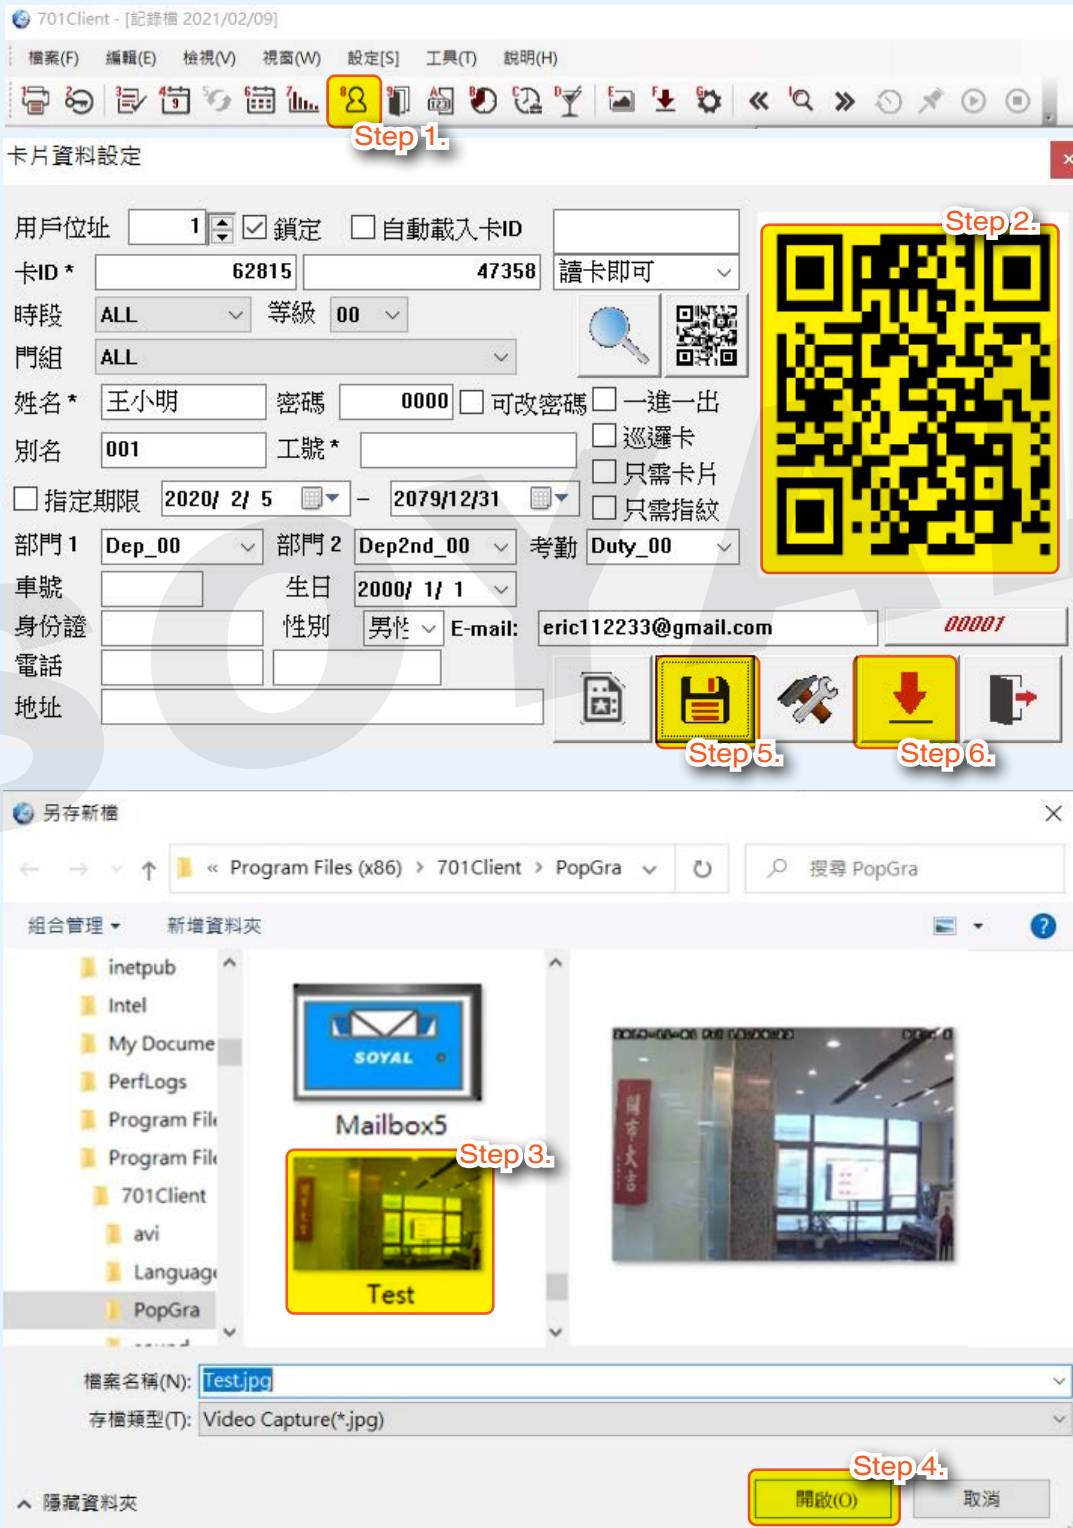 701Client - [記錄檔 2021/02/09]
檔案(F) 編輯(E) 檢視(V) 視窗(W) 設定[S] 工具(T) 說明(H)
Step 1.
卡片資料設定
Step 2.
用戶位址 1 鎖定 自動載入卡ID
卡ID * 62815 47358 讀卡即可
時段 ALL 等級 00
門組 ALL
姓名 * 王小明 密碼 0000 可改密碼 一進一出
別名 001 工號 * 巡邏卡
只需卡片
指定期限 2020/ 2/ 5 – 2079/12/31 只需指紋
部門 1 Dep_00 部門 2 Dep2nd_00 考勤 Duty_00
車號 生日 2000/ 1/ 1
身份證 性別 男性 E-mail: eric112233@gmail.com 00001
電話
地址
Step 5. Step 6.
SOYAL
另存新檔
« Program Files (x86) > 701Client > PopGra 搜尋 PopGra
組合管理 新增資料夾
inetpub
Intel
My Docume
PerfLogs
Program File
Program File
701Client
avi
Language
PopGra
sound
SOYAL
Mailbox5
Step 3.
Test
檔案名稱(N): Test.jpg
存檔類型(T): Video Capture(*.jpg)
Step 4.
隱藏資料夾 開啟(O) 取消